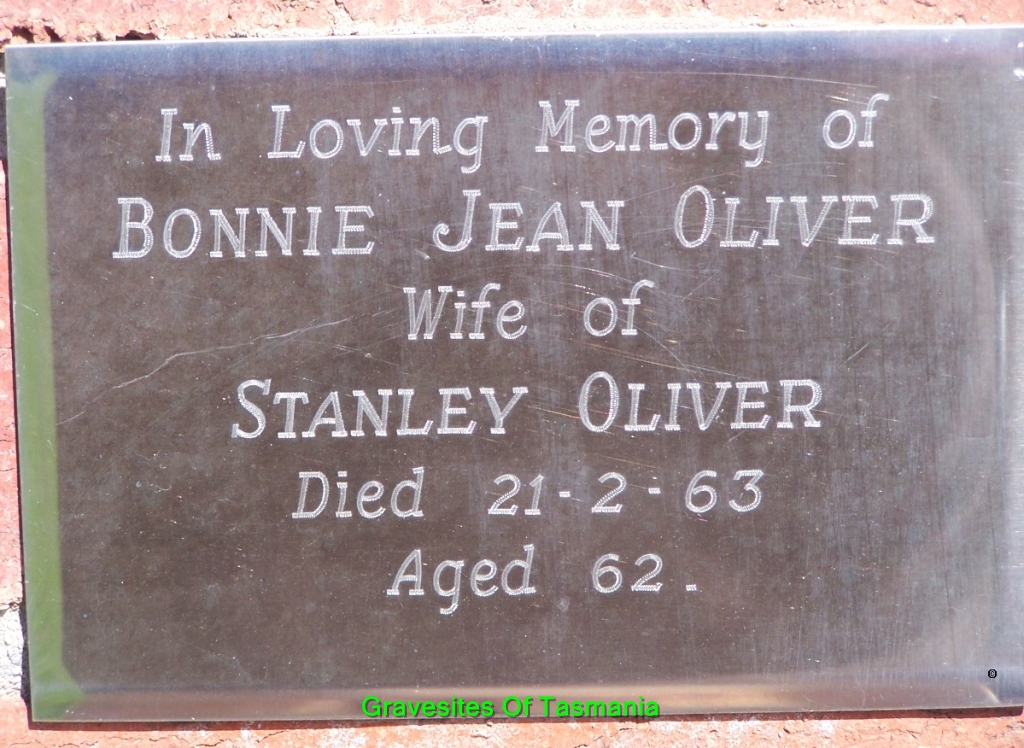 In Loving Memory of
BONNIE JEAN OLIVER
Wife of
STANLEY OLIVER
Died 21-2-63
Aged 62.
Gravesites Of Tasmania
©